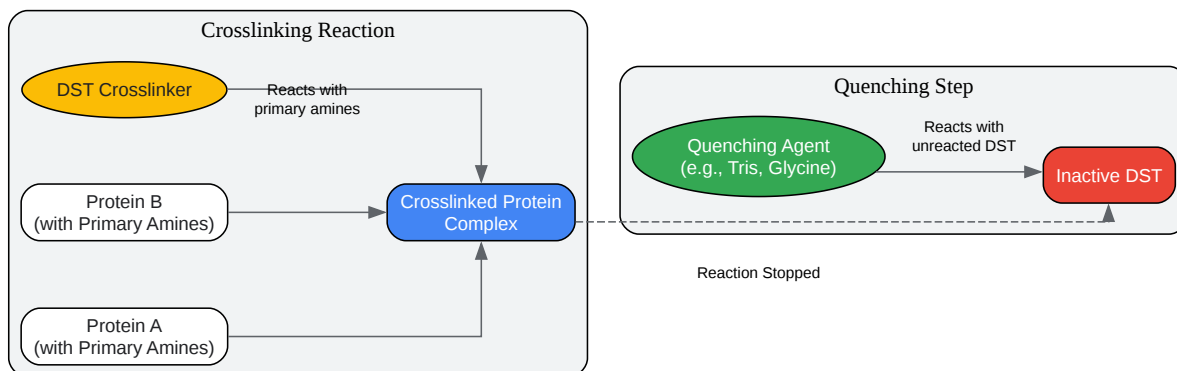 Crosslinking Reaction
DST Crosslinker
Reacts with
primary amines
Protein B
(with Primary Amines)
Crosslinked Protein
Complex
Protein A
(with Primary Amines)
Quenching Step
Quenching Agent
(e.g., Tris, Glycine)
Reacts with
unreacted DST
Inactive DST
Reaction Stopped